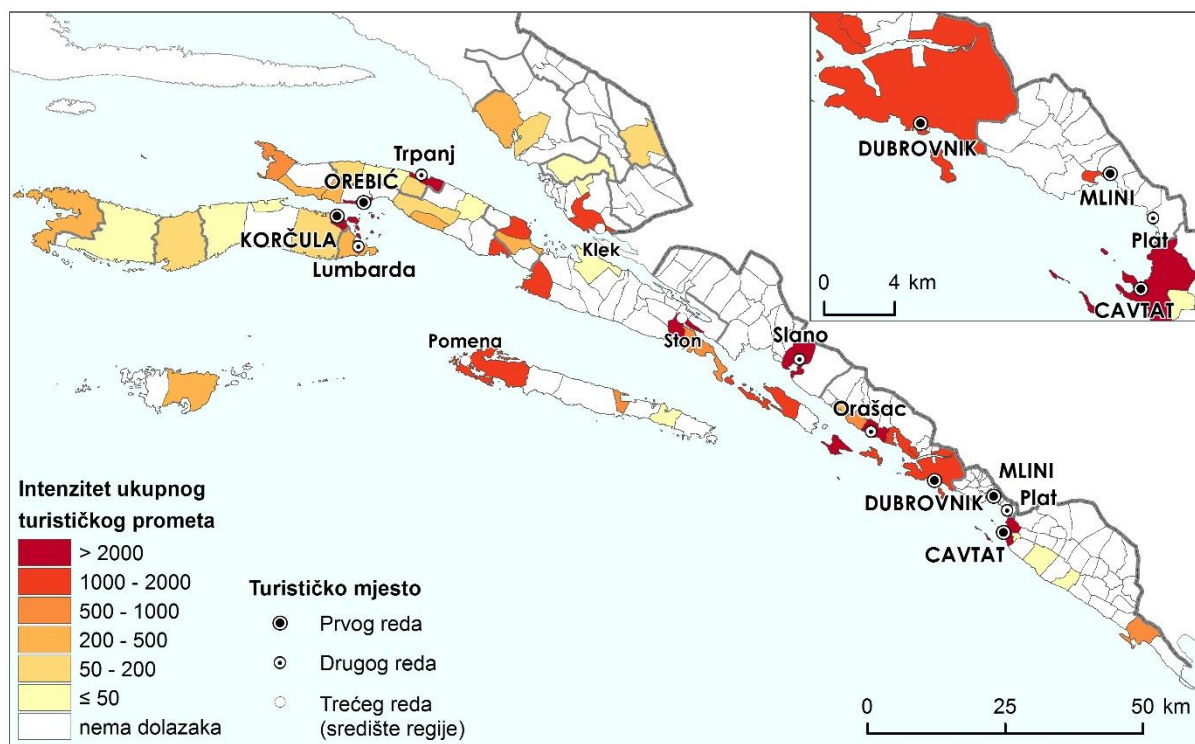 Trpanj
OREBIĆ
KORČULA
Lumbarda
Klek
Pomena
Ston
Slano
Orašac
DUBROVNIK
MLINI
Plat
CAVTAT
DUBROVNIK
MLINI
Plat
CAVTAT
0 4 km
Intenzitet ukupnog
turističkog prometa
> 2000
1000 - 2000
500 - 1000
200 - 500
50 - 200
≤ 50
nema dolazaka
Turističko mjesto
Prvog reda
Drugog reda
Trećeg reda
(središte regije)
0 25 50 km